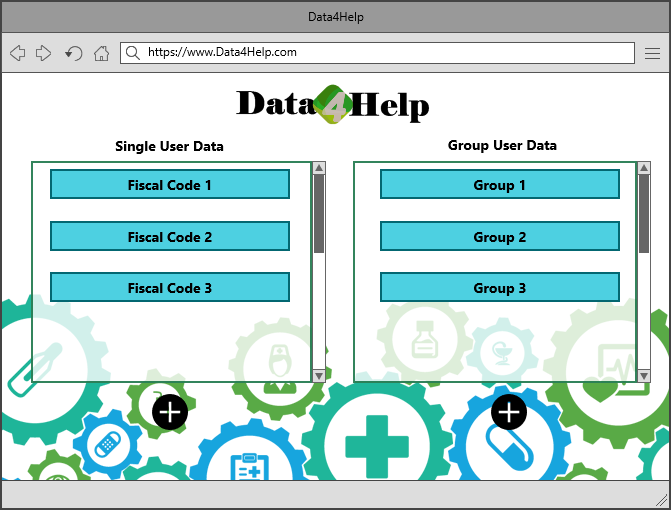 Data4Help
https://www.Data4Help.com
Data4Help
Single User Data
Group User Data
Fiscal Code 1
Group 1
Fiscal Code 2
Group 2
Fiscal Code 3
Group 3